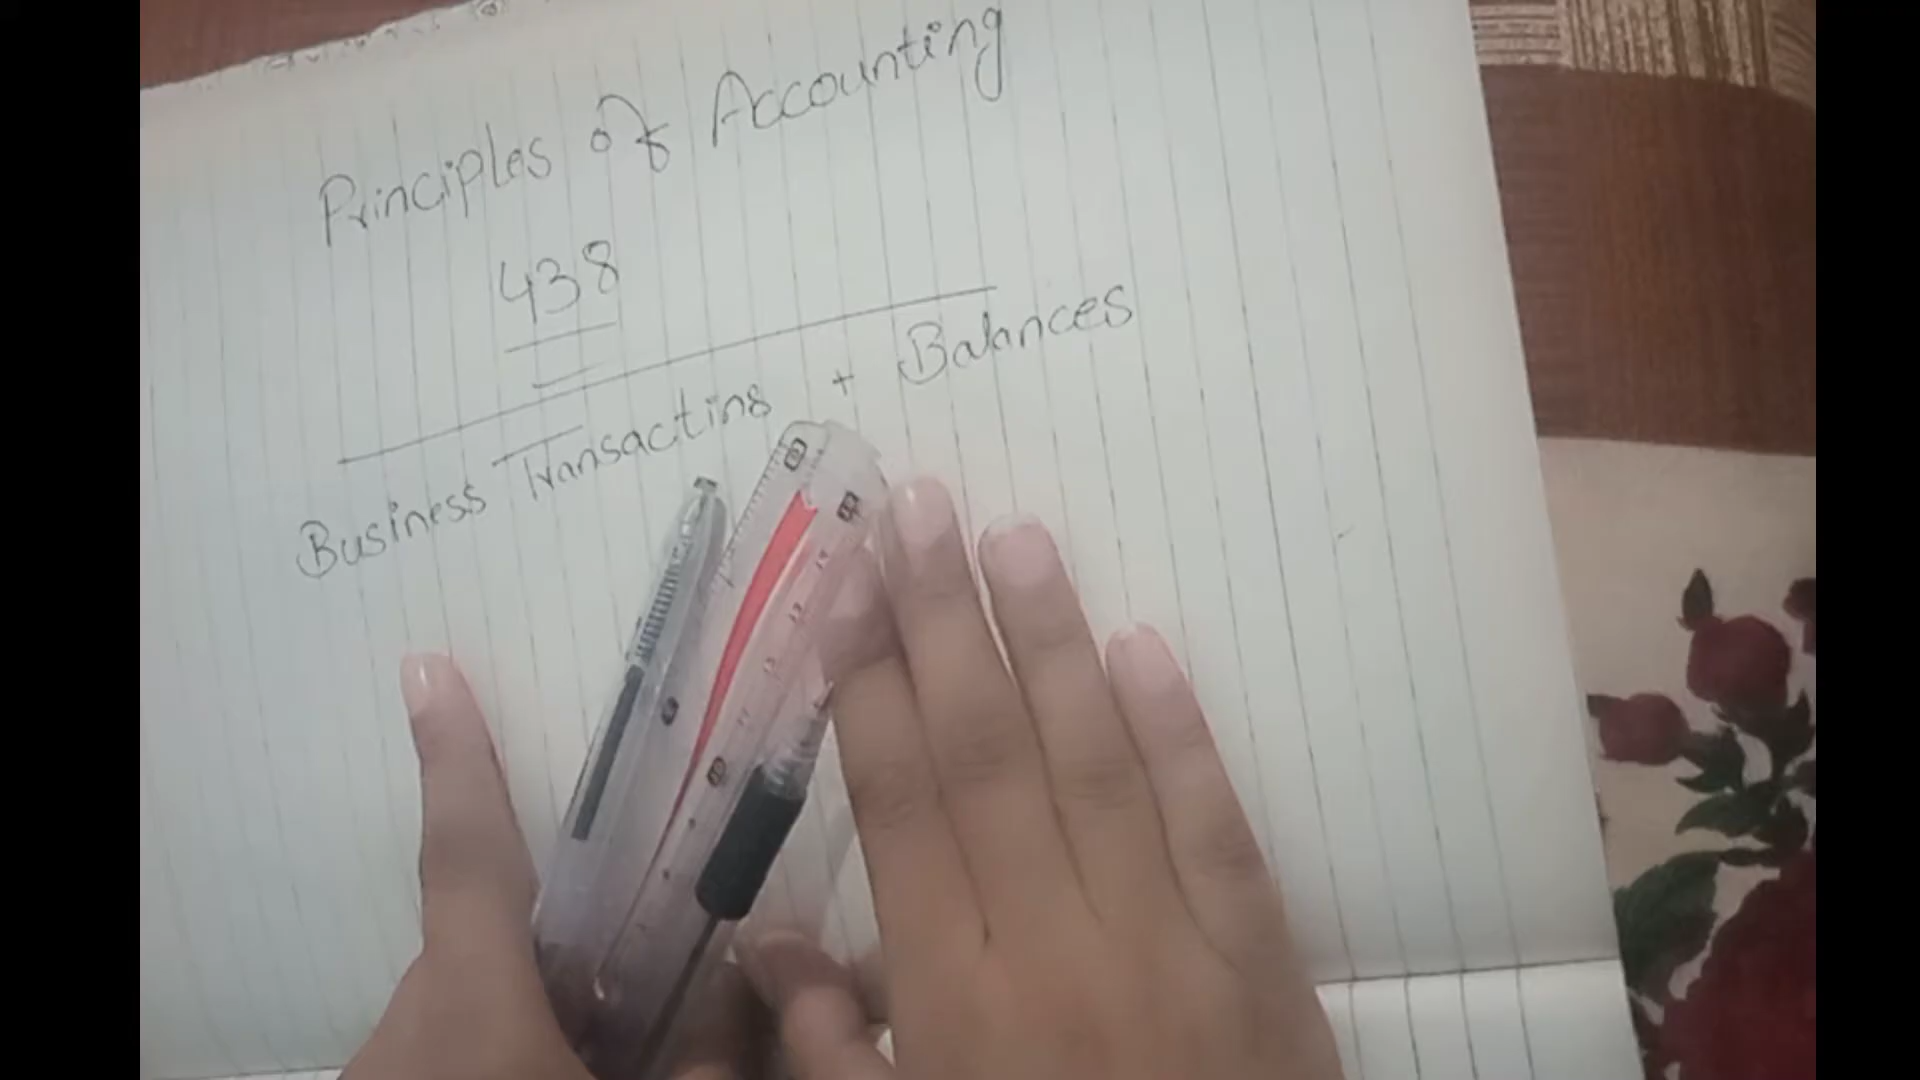 Principles of Accounting
438
Business Transactins + Balances